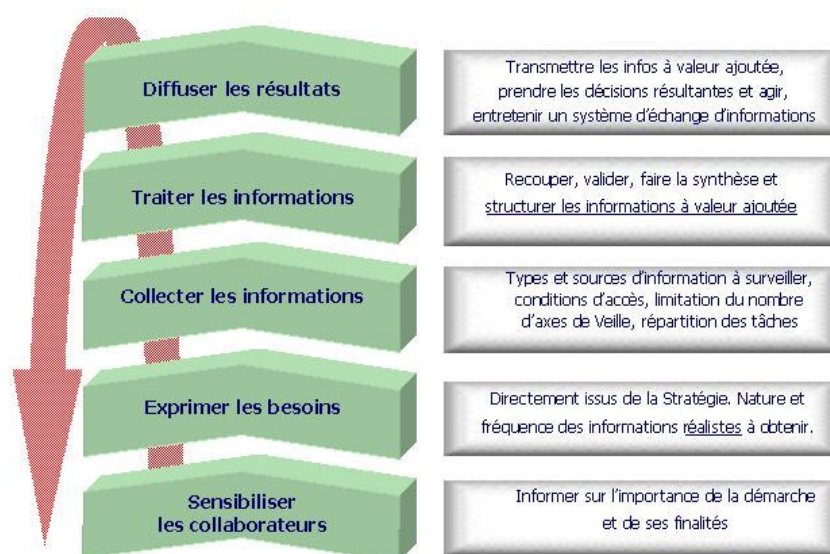 Diffuser les résultats
Transmettre les infos à valeur ajoutée,
prendre les décisions résultantes et agir,
entretenir un système d'échange d'informations
Traiter les informations
Recouper, valider, faire la synthèse et
structurer les informations à valeur ajoutée
Collecter les informations
Types et sources d'information à surveiller,
conditions d'accès, limitation du nombre
d'axes de Veille, répartition des tâches
Exprimer les besoins
Directement issus de la Stratégie. Nature et
fréquence des informations réalistes à obtenir.
Sensibiliser
les collaborateurs
Informer sur l'importance de la démarche
et de ses finalités